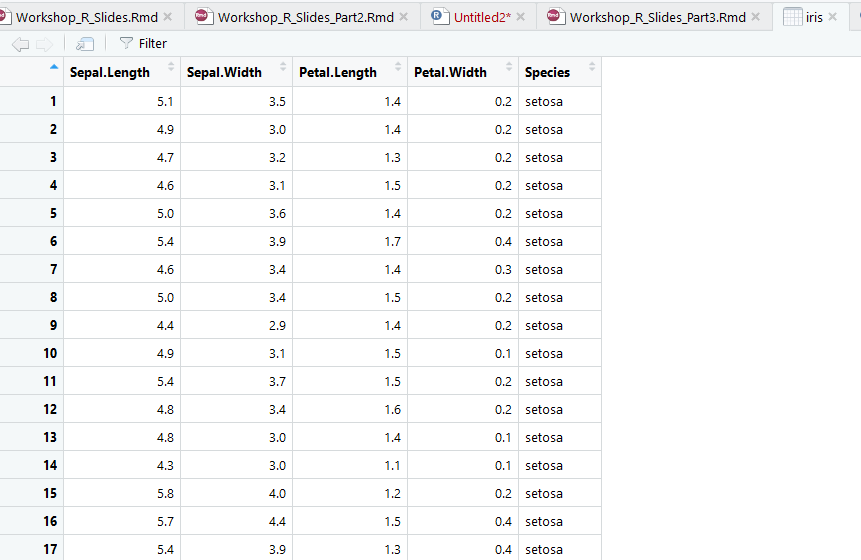 Workshop_R_Slides.Rmd Workshop_R_Slides_Part2.Rmd Untitled2* Workshop_R_Slides_Part3.Rmd iris
Filter
Sepal.Length Sepal.Width Petal.Length Petal.Width Species
1 5.1 3.5 1.4 0.2 setosa
2 4.9 3.0 1.4 0.2 setosa
3 4.7 3.2 1.3 0.2 setosa
4 4.6 3.1 1.5 0.2 setosa
5 5.0 3.6 1.4 0.2 setosa
6 5.4 3.9 1.7 0.4 setosa
7 4.6 3.4 1.4 0.3 setosa
8 5.0 3.4 1.5 0.2 setosa
9 4.4 2.9 1.4 0.2 setosa
10 4.9 3.1 1.5 0.1 setosa
11 5.4 3.7 1.5 0.2 setosa
12 4.8 3.4 1.6 0.2 setosa
13 4.8 3.0 1.4 0.1 setosa
14 4.3 3.0 1.1 0.1 setosa
15 5.8 4.0 1.2 0.2 setosa
16 5.7 4.4 1.5 0.4 setosa
17 5.4 3.9 1.3 0.4 setosa